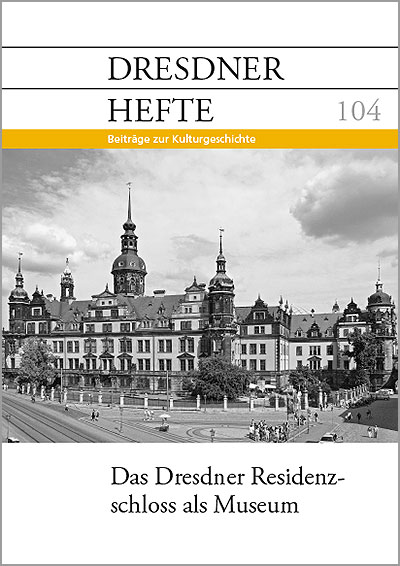 DRESDNER
HEFTE 104
Beiträge zur Kulturgeschichte
Das Dresdner Residenz-
schloss als Museum